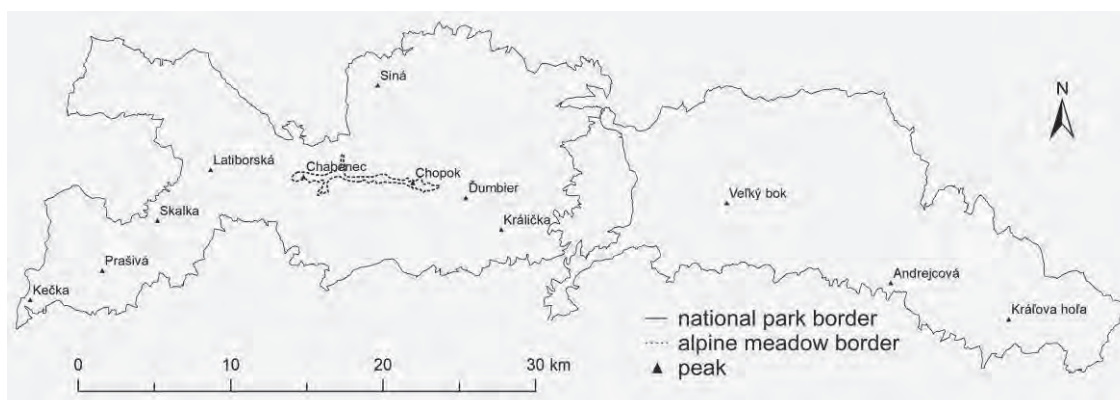 Siná
N
Latiborská
Chabenec
Chopok
Ďumbier
Veľký bok
Skalka
Králička
Prašivá
Andrejcová
Kečka
Kráľova hoľa
national park border
alpine meadow border
peak
0 10 20 30 km